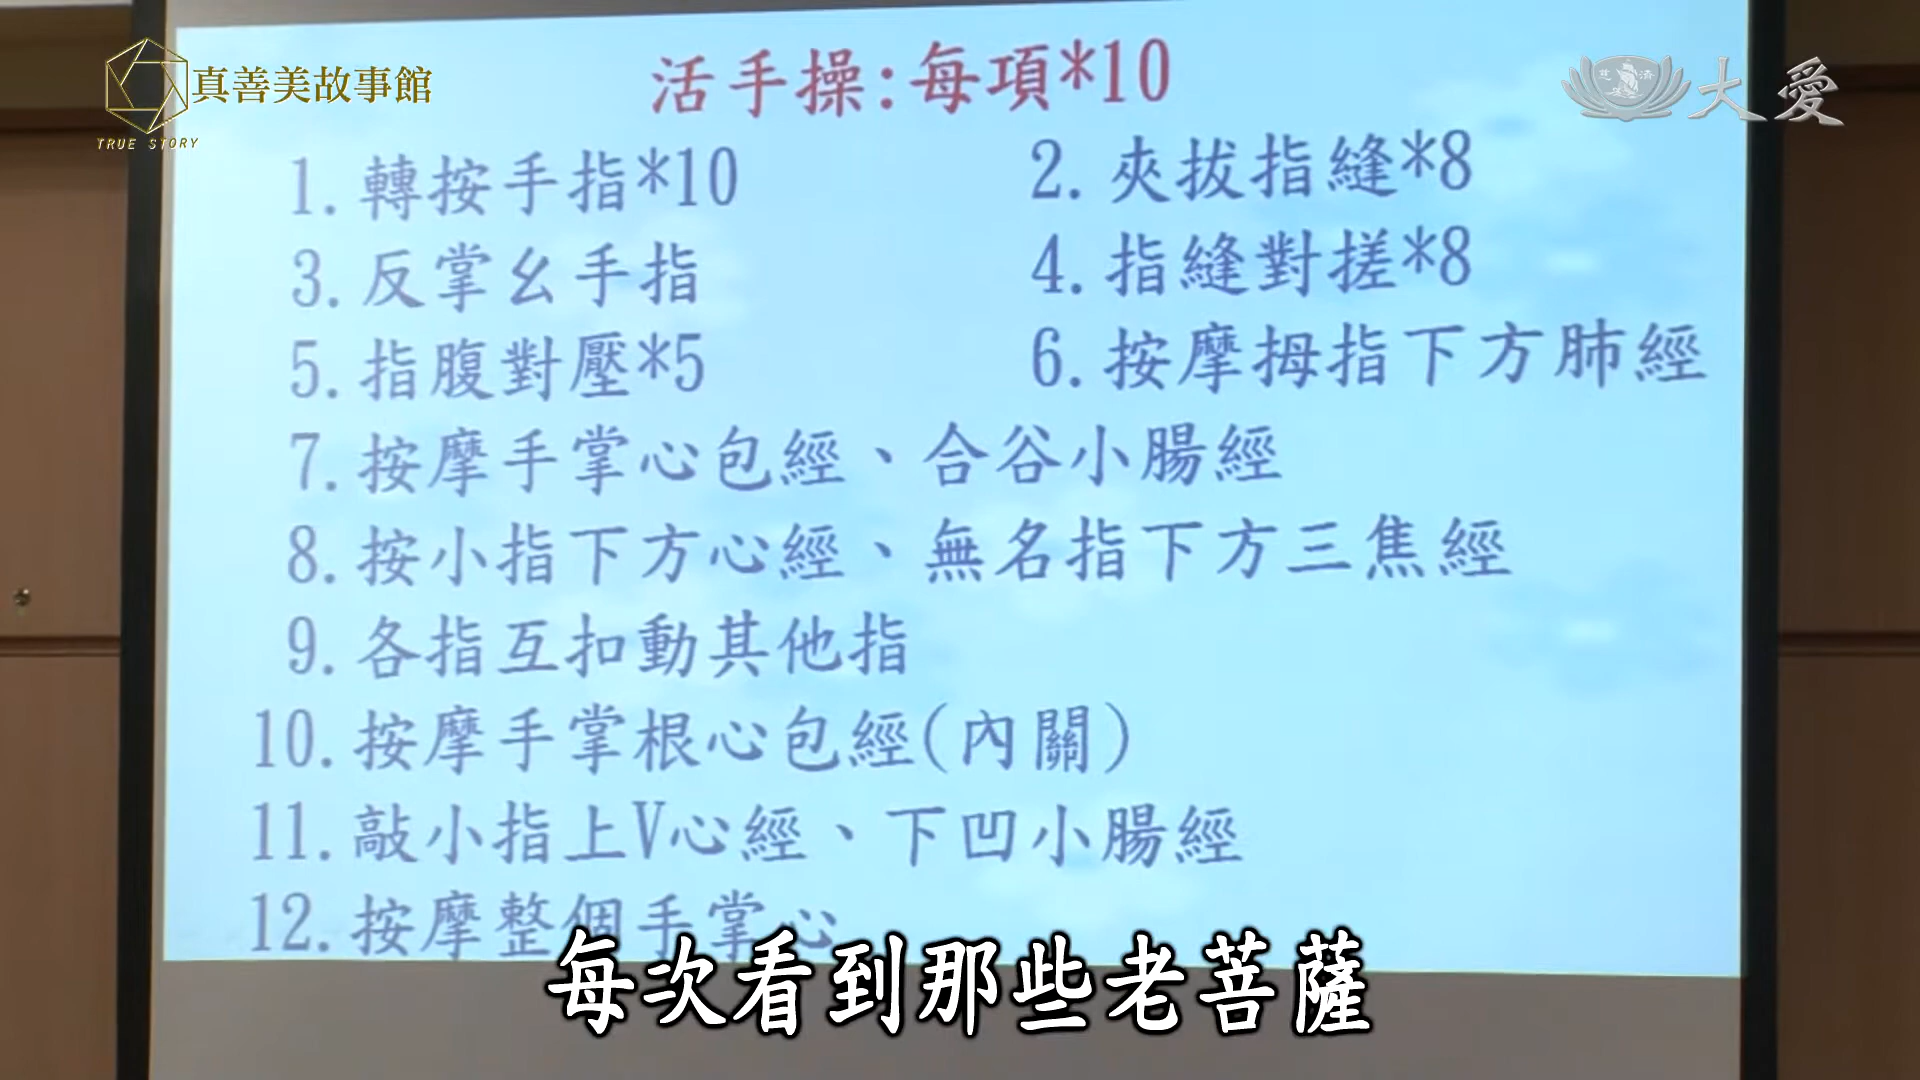 真善美故事館
TRUE STORY
慈濟
大愛
活手操:每項*10
1.轉按手指*10
2.夾拔指縫*8
3.反掌幺手指
4.指縫對搓*8
5.指腹對壓*5
6.按摩拇指下方肺經
7.按摩手掌心包經、合谷小腸經
8.按小指下方心經、無名指下方三焦經
9.各指互扣動其他指
10.按摩手掌根心包經(內關)
11.敲小指上V心經、下凹小腸經
12.按摩整個手掌心
每次看到那些老菩薩